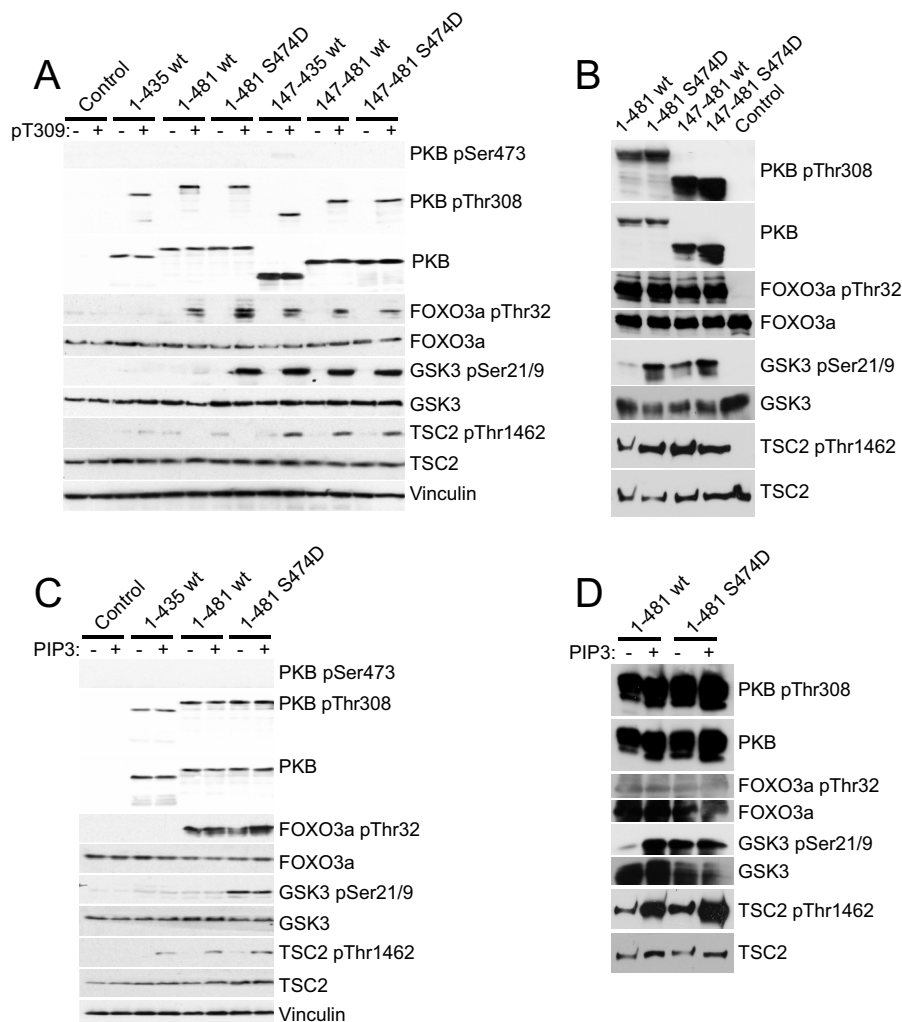 A
Control
1-435 wt
1-481 wt
1-481 S474D
147-435 wt
147-481 wt
147-481 S474D
pT309: - + - + - + - + - + - + - +
PKB pSer473
PKB pThr308
PKB
FOXO3a pThr32
FOXO3a
GSK3 pSer21/9
GSK3
TSC2 pThr1462
TSC2
Vinculin
B
1-481 wt
1-481 S474D
147-481 wt
147-481 S474D
Control
PKB pThr308
PKB
FOXO3a pThr32
FOXO3a
GSK3 pSer21/9
GSK3
TSC2 pThr1462
TSC2
C
Control
1-435 wt
1-481 wt
1-481 S474D
PIP3: - + - + - + - +
PKB pSer473
PKB pThr308
PKB
FOXO3a pThr32
FOXO3a
GSK3 pSer21/9
GSK3
TSC2 pThr1462
TSC2
Vinculin
D
1-481 wt
1-481 S474D
PIP3: - + - +
PKB pThr308
PKB
FOXO3a pThr32
FOXO3a
GSK3 pSer21/9
GSK3
TSC2 pThr1462
TSC2